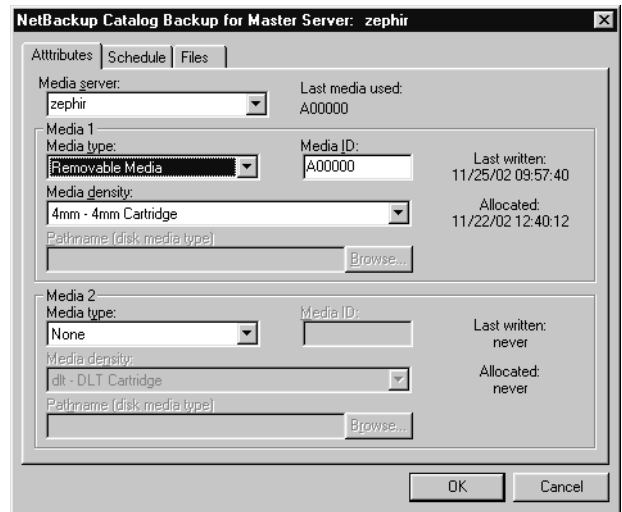 NetBackup Catalog Backup for Master Server: zephir
Atttributes
Schedule
Files
Media server:
zephir
Last media used:
A00000
Media 1
Media type:
Removable Media
Media ID:
A00000
Last written:
11/25/02 09:57:40
Media density:
4mm - 4mm Cartridge
Allocated:
11/22/02 12:40:12
Pathname (disk media type)
Browse...
Media 2
Media type:
None
Media ID:
Last written:
never
Media density:
dlt - DLT Cartridge
Allocated:
never
Pathname (disk media type)
Browse...
OK
Cancel